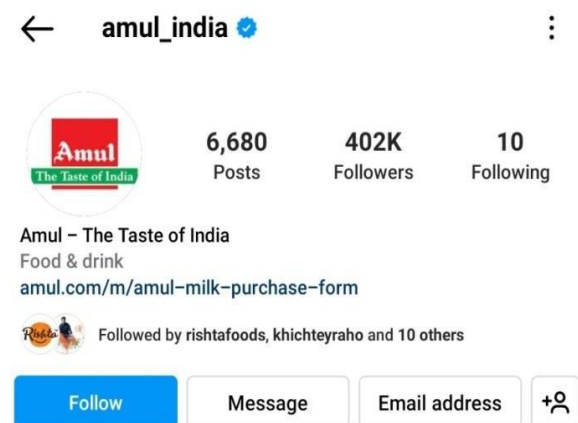 amul_india
6,680 402K 10
Posts Followers Following
Amul
The Taste of India
Amul – The Taste of India
Food & drink
amul.com/m/amul–milk–purchase–form
Rishta
Followed by rishtafoods, khichteyraho and 10 others
Follow Message Email address